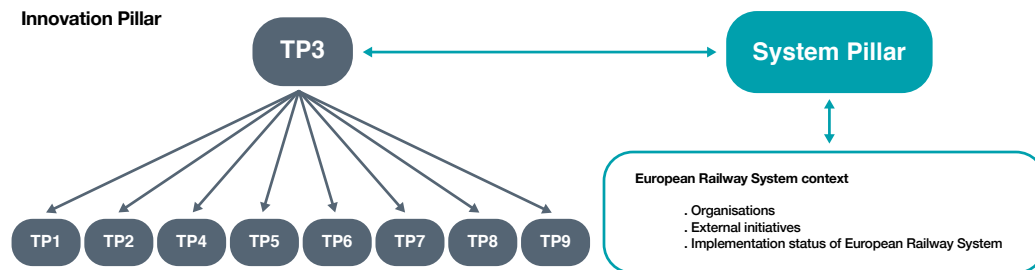 Innovation Pillar
TP3
System Pillar
European Railway System context
. Organisations
. External initiatives
. Implementation status of European Railway System
TP1
TP2
TP4
TP5
TP6
TP7
TP8
TP9